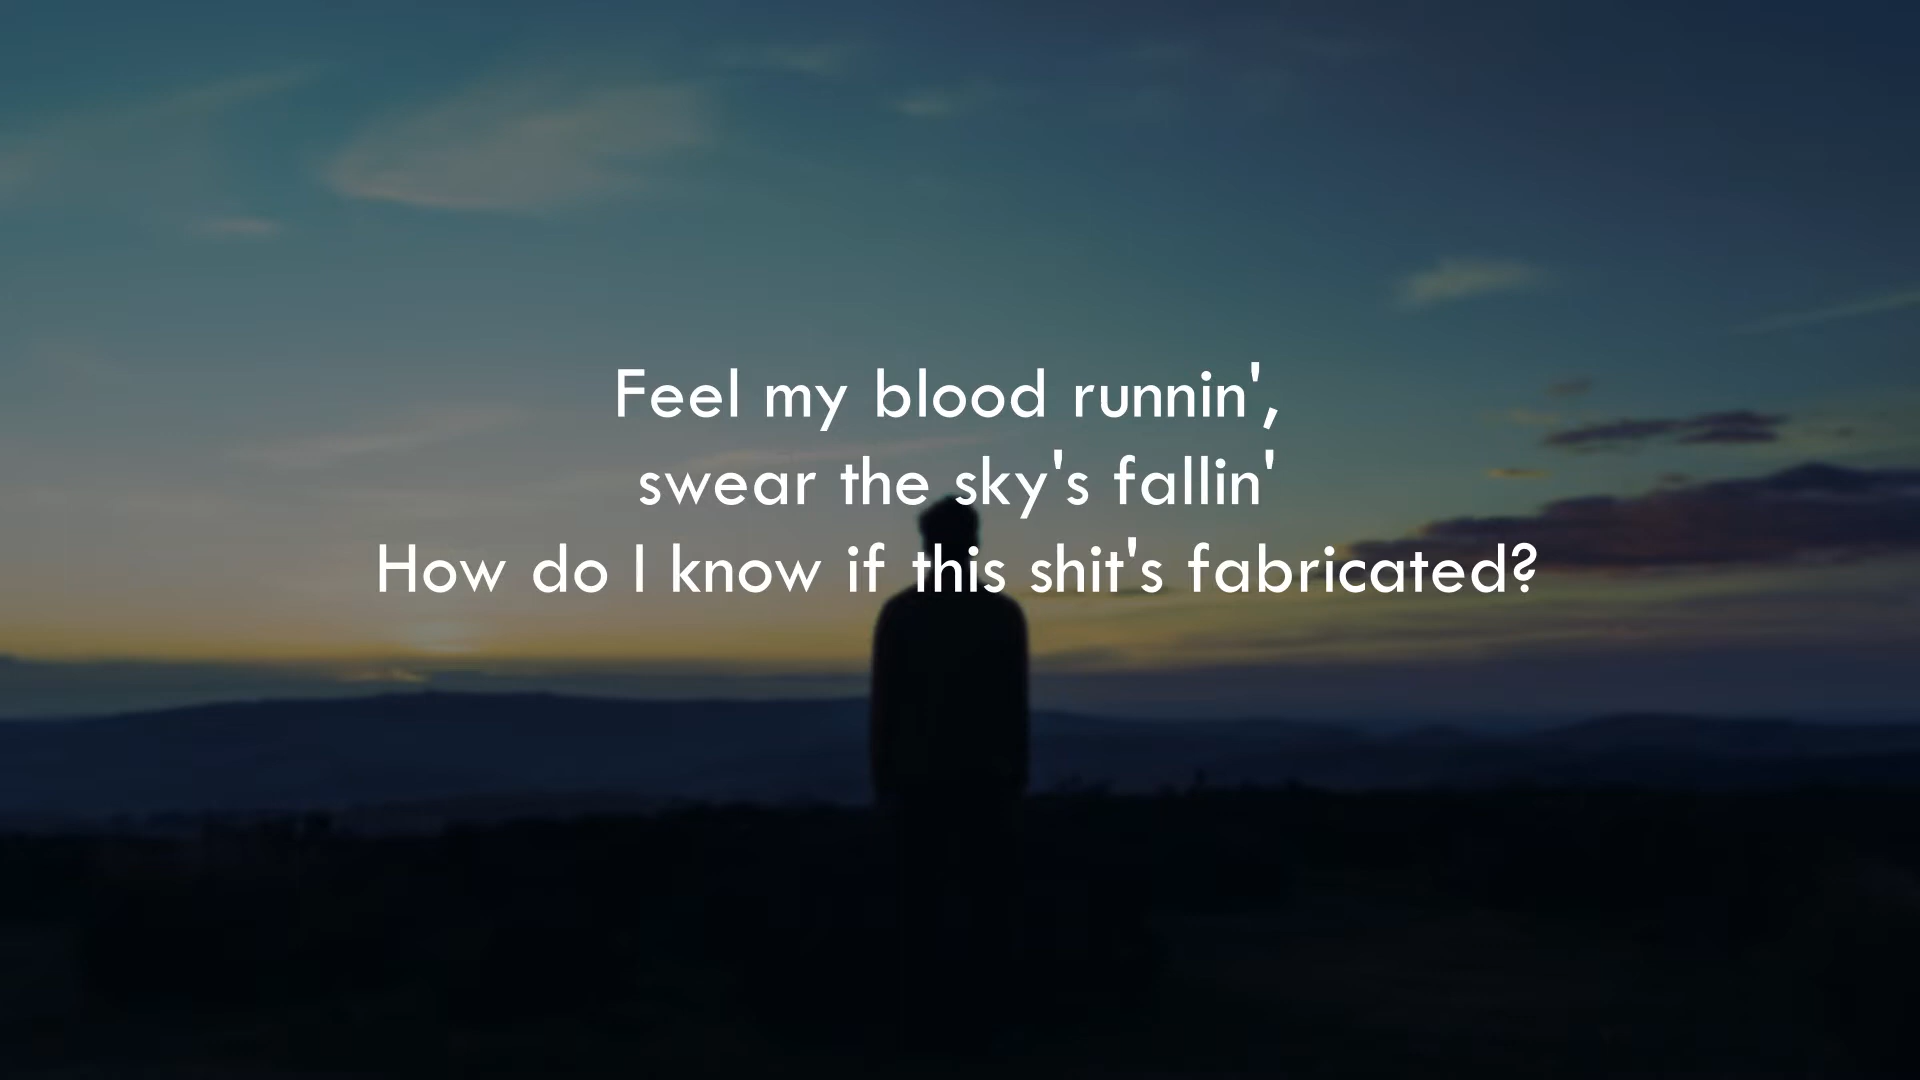 Feel my blood runnin',
swear the sky's fallin'
How do I know if this shit's fabricated?